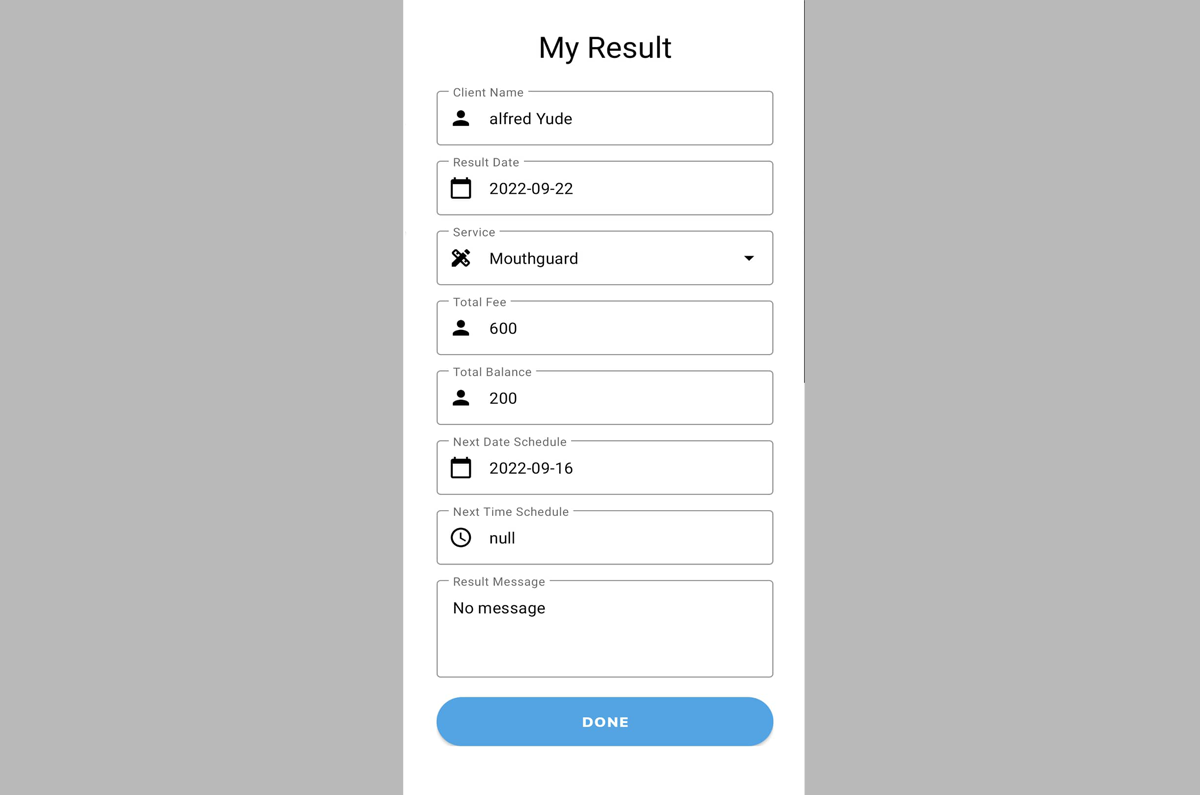 My Result
Client Name
alfred Yude
Result Date
2022-09-22
Service
Mouthguard
Total Fee
600
Total Balance
200
Next Date Schedule
2022-09-16
Next Time Schedule
null
Result Message
No message
DONE